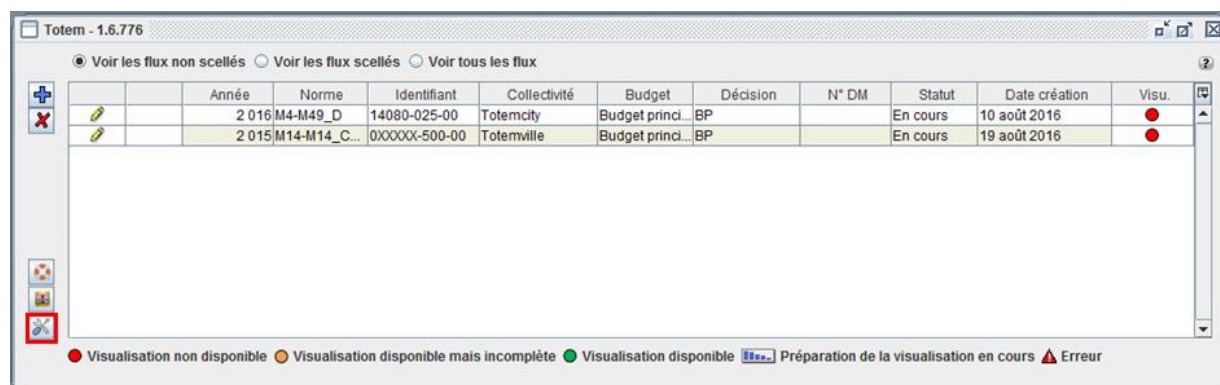 Totem - 1.6.776
Voir les flux non scellés Voir les flux scellés Voir tous les flux
Année Norme Identifiant Collectivité Budget Décision N° DM Statut Date création Visu.
2 016 M4-M49_D 14080-025-00 Totemcity Budget princi... BP En cours 10 août 2016
2 015 M14-M14_C... 0XXXXX-500-00 Totemville Budget princi... BP En cours 19 août 2016
Visualisation non disponible Visualisation disponible mais incomplète Visualisation disponible Préparation de la visualisation en cours Erreur